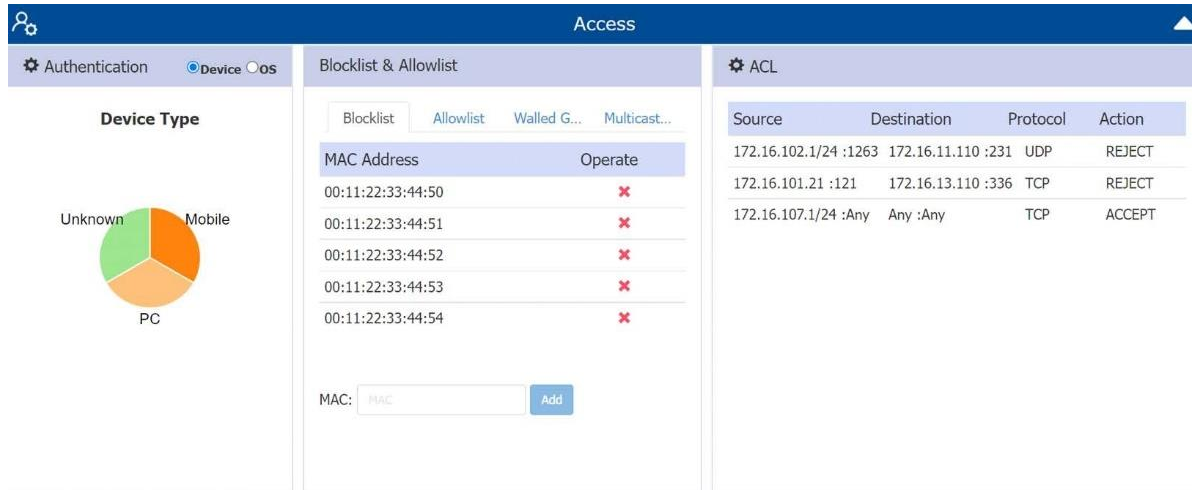 Access
Authentication Device OS
Device Type
Unknown Mobile
PC
Blocklist & Allowlist
Blocklist Allowlist Walled G... Multicast...
MAC Address Operate
00:11:22:33:44:50
00:11:22:33:44:51
00:11:22:33:44:52
00:11:22:33:44:53
00:11:22:33:44:54
MAC: MAC Add
ACL
Source Destination Protocol Action
172.16.102.1/24 :1263 172.16.11.110 :231 UDP REJECT
172.16.101.21 :121 172.16.13.110 :336 TCP REJECT
172.16.107.1/24 :Any Any :Any TCP ACCEPT